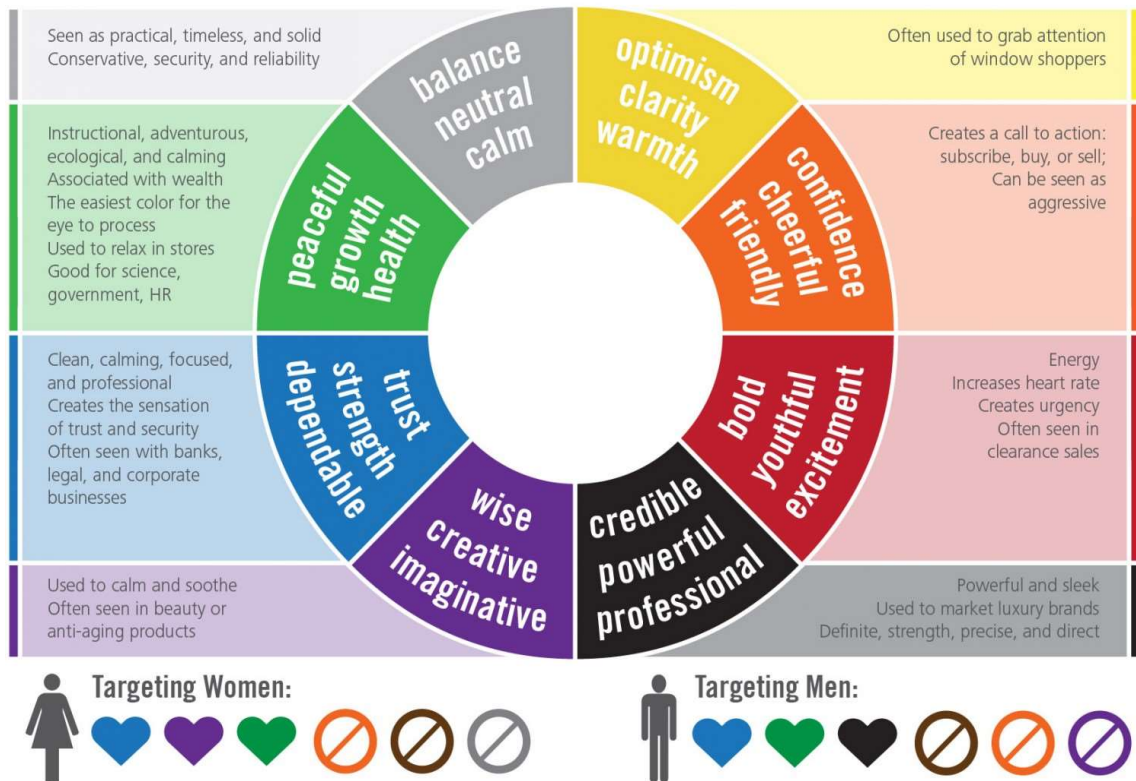 Seen as practical, timeless, and solid
Conservative, security, and reliability
balance
neutral
calm
optimism
clarity
warmth
Often used to grab attention
of window shoppers
Instructional, adventurous,
ecological, and calming
Associated with wealth
The easiest color for the
eye to process
Used to relax in stores
Good for science,
government, HR
peaceful
growth
health
confidence
cheerful
friendly
Creates a call to action:
subscribe, buy, or sell;
Can be seen as
aggressive
Clean, calming, focused,
and professional
Creates the sensation
of trust and security
Often seen with banks,
legal, and corporate
businesses
trust
strength
dependable
bold
youthful
excitement
Energy
Increases heart rate
Creates urgency
Often seen in
clearance sales
Used to calm and soothe
Often seen in beauty or
anti-aging products
wise
creative
imaginative
credible
powerful
professional
Powerful and sleek
Used to market luxury brands
Definite, strength, precise, and direct
Targeting Women:
Targeting Men: